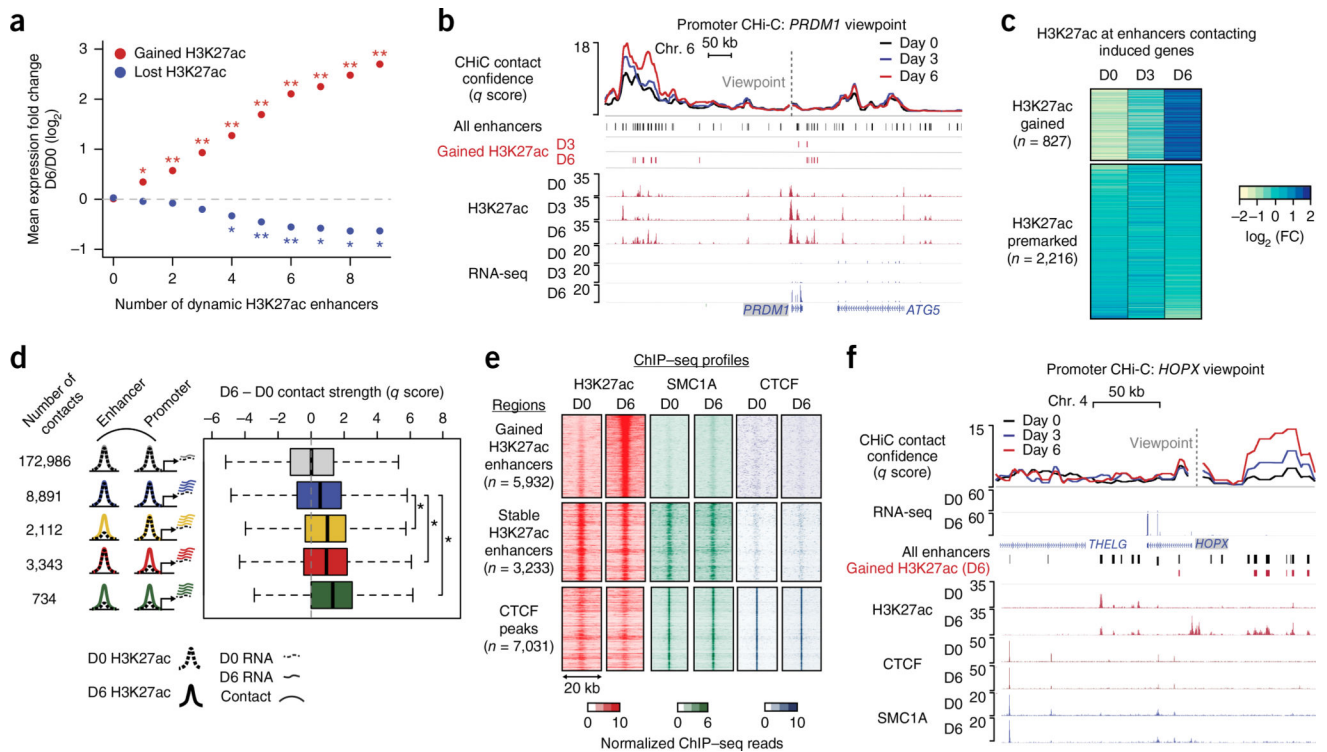 a
Gained H3K27ac
Lost H3K27ac
Mean expression fold change
D6/D0 (log2)
3
2
1
0
−1
* ** ** ** ** ** ** ** **
* ** ** * * *
0 2 4 6 8
Number of dynamic H3K27ac enhancers
b
Promoter CHi-C: PRDM1 viewpoint
18
Chr. 6
50 kb
Day 0
Day 3
Day 6
Viewpoint
CHiC contact
confidence
(q score)
0
All enhancers
Gained H3K27ac
D3
D6
H3K27ac
D0 35
D3 35
D6 35
RNA-seq
D0 20
D3 20
D6 20
PRDM1
ATG5
c
H3K27ac at enhancers contacting
induced genes
D0 D3 D6
H3K27ac
gained
(n = 827)
H3K27ac
premarked
(n = 2,216)
−2 −1 0 1 2
log2 (FC)
d
Number of
contacts
Enhancer
Promoter
D6 – D0 contact strength (q score)
−6 −4 −2 0 2 4 6
172,986
8,891
2,112
3,343
734
* * *
D0 H3K27ac
D6 H3K27ac
D0 RNA
D6 RNA
Contact
e
ChIP–seq profiles
H3K27ac SMC1A CTCF
Regions
D0 D6 D0 D6 D0 D6
Gained
H3K27ac
enhancers
(n = 5,932)
Stable
H3K27ac
enhancers
(n = 3,233)
CTCF
peaks
(n = 7,031)
20 kb
0 10
0 6
0 10
Normalized ChIP–seq reads
f
Promoter CHi-C: HOPX viewpoint
Chr. 4
50 kb
15
Day 0
Day 3
Day 6
Viewpoint
CHiC contact
confidence
(q score)
0
RNA-seq
D0 60
D6 60
THELG
HOPX
All enhancers
Gained H3K27ac (D6)
H3K27ac
D0 35
D6 35
CTCF
D0 50
D6 50
SMC1A
D0 20
D6 20